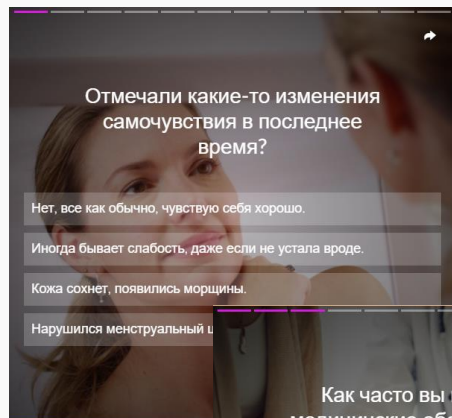 Отмечали какие-то изменения
самочувствия в последнее
время?
Нет, все как обычно, чувствую себя хорошо.
Иногда бывает слабость, даже если не устала вроде.
Кожа сохнет, появились морщины.
Нарушился менструальный
Как часто вы